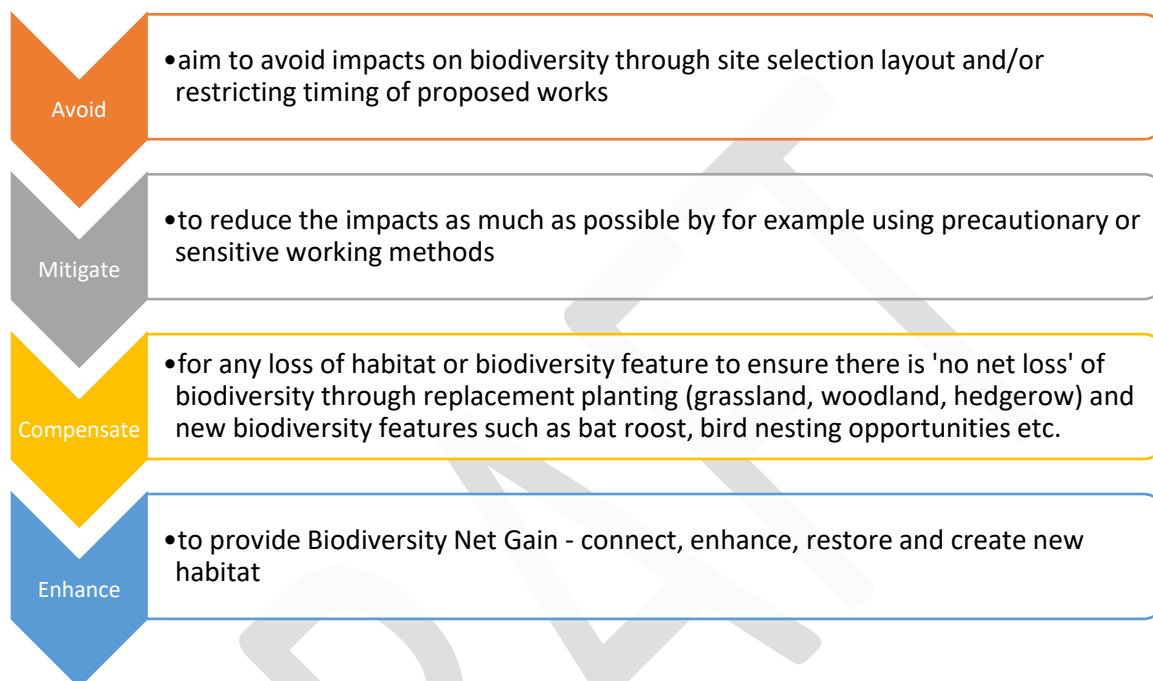 Avoid
•aim to avoid impacts on biodiversity through site selection layout and/or
restricting timing of proposed works
Mitigate
•to reduce the impacts as much as possible by for example using precautionary or
sensitive working methods
Compensate
•for any loss of habitat or biodiversity feature to ensure there is 'no net loss' of
biodiversity through replacement planting (grassland, woodland, hedgerow) and
new biodiversity features such as bat roost, bird nesting opportunities etc.
Enhance
•to provide Biodiversity Net Gain - connect, enhance, restore and create new
habitat